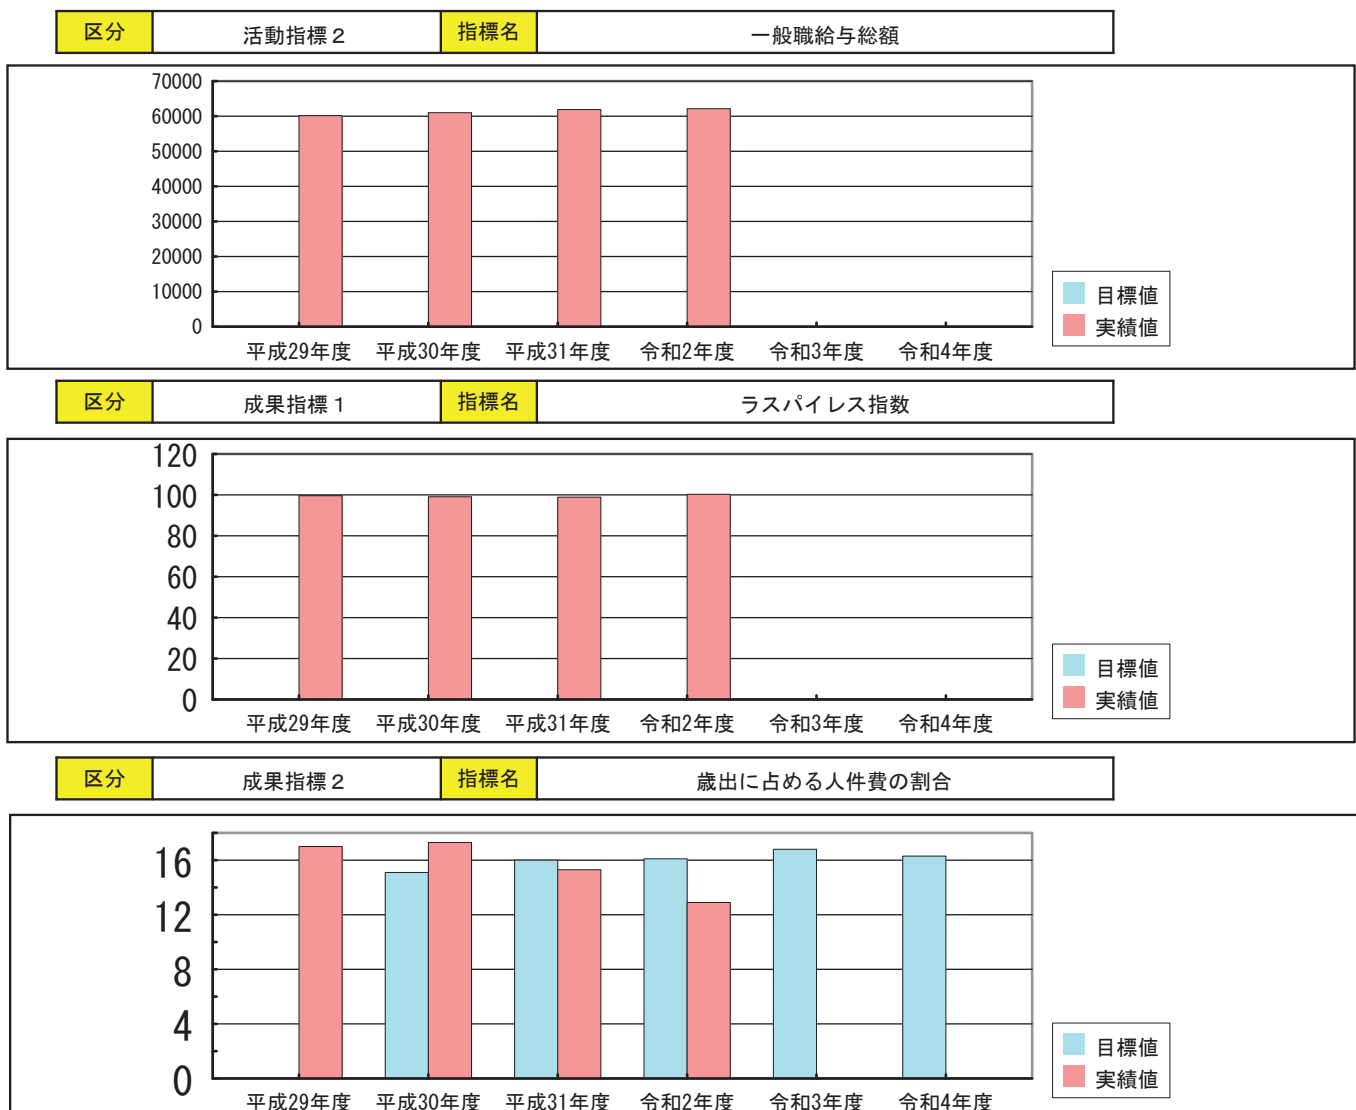 区分 活動指標２ 指標名 一般職給与総額
70000
60000
50000
40000
30000
20000
10000
0
平成29年度 平成30年度 平成31年度 令和2年度 令和3年度 令和4年度
目標値
実績値
区分 成果指標１ 指標名 ラスパイレス指数
120
100
80
60
40
20
0
平成29年度 平成30年度 平成31年度 令和2年度 令和3年度 令和4年度
目標値
実績値
区分 成果指標２ 指標名 歳出に占める人件費の割合
16
12
8
4
0
平成29年度 平成30年度 平成31年度 令和2年度 令和3年度 令和4年度
目標値
実績値